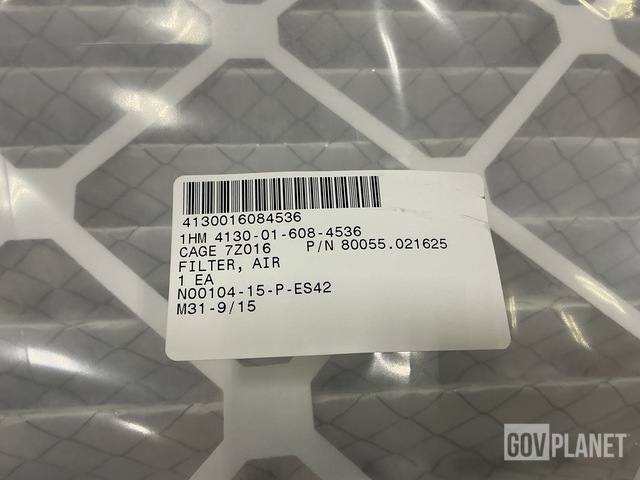 4130016084536
1HM 4130-01-608-4536
CAGE 7Z016 P/N 80055.021625
FILTER, AIR
1 EA
N00104-15-P-ES42
M31-9/15
GOVPLANET